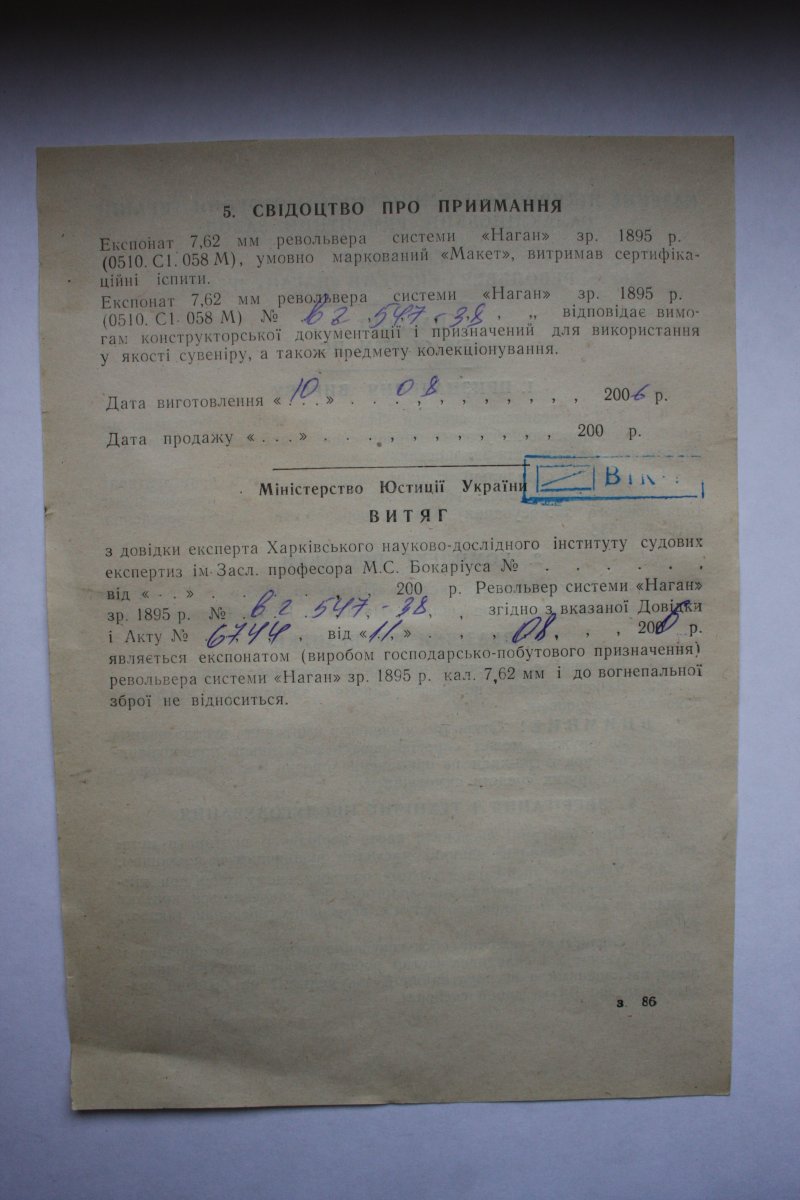 5. СВІДОЦТВО ПРО ПРИЙМАННЯ
Експонат 7,62 мм револьвера системи «Наган» зр. 1895 р.
(0510. С1. 058 М), умовно маркований «Макет», витримав сертифіка-
ційні іспити.
Експонат 7,62 мм револьвера системи «Наган» зр. 1895 р.
(0510. С1. 058 М) № 547-38, „ відповідає вимо-
гам конструкторської документації і призначений для використання
у якості сувеніру, а також предмету колекціонування.
Дата виготовлення «10» 08 2006 р.
Дата продажу «...» 200 р.
Міністерство Юстиції України
ВИТЯГ
з довідки експерта Харківського науково-дослідного інституту судових
експертиз ім. Засл. професора М.С. Бокаріуса №
від «...» 200 р. Револьвер системи «Наган»
зр. 1895 р. № 547-38, згідно з вказаної Довідки
і Акту № 6744, від «11» 08, 2006 р.
являється експонатом (виробом господарсько-побутового призначення)
револьвера системи «Наган» зр. 1895 р. кал. 7,62 мм і до вогнепальної
зброї не відноситься.
з. 86